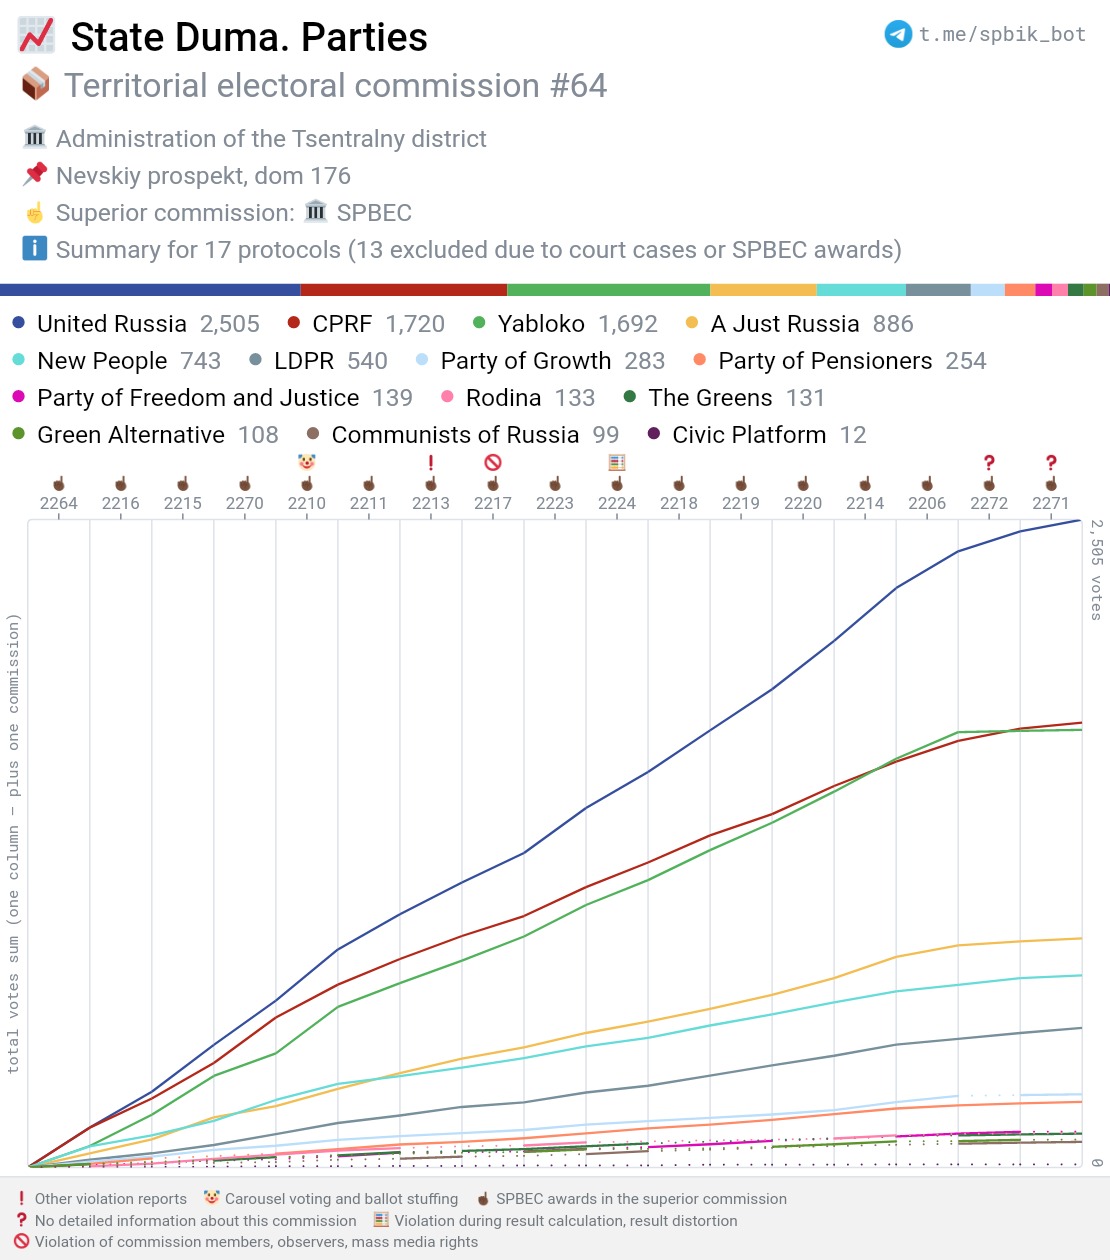 State Duma. Parties
t.me/spbik_bot
Territorial electoral commission #64
Administration of the Tsentralny district
Nevskiy prospekt, dom 176
Superior commission: SPBEC
Summary for 17 protocols (13 excluded due to court cases or SPBEC awards)
United Russia 2,505 CPRF 1,720 Yabloko 1,692 A Just Russia 886
New People 743 LDPR 540 Party of Growth 283 Party of Pensioners 254
Party of Freedom and Justice 139 Rodina 133 The Greens 131
Green Alternative 108 Communists of Russia 99 Civic Platform 12
2264 2216 2215 2270 2210 2211 2213 2217 2223 2224 2218 2219 2220 2214 2206 2272 2271
2,505 votes
total votes sum (one column – plus one commission)
0
Other violation reports Carousel voting and ballot stuffing SPBEC awards in the superior commission
No detailed information about this commission Violation during result calculation, result distortion
Violation of commission members, observers, mass media rights